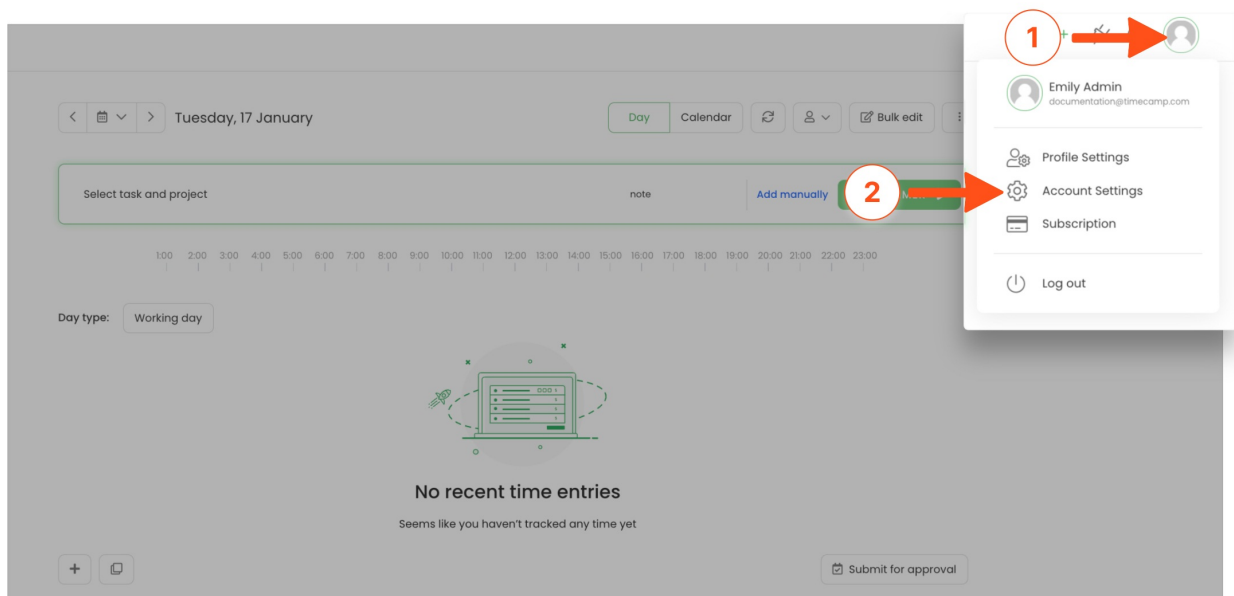 1
Emily Admin
documentation@timecamp.com
Tuesday, 17 January
Day
Calendar
Bulk edit
Profile Settings
Select task and project
note
Add manually
2
Account Settings
Subscription
1:00 2:00 3:00 4:00 5:00 6:00 7:00 8:00 9:00 10:00 11:00 12:00 13:00 14:00 15:00 16:00 17:00 18:00 19:00 20:00 21:00 22:00 23:00
Log out
Day type:
Working day
No recent time entries
Seems like you haven't tracked any time yet
Submit for approval